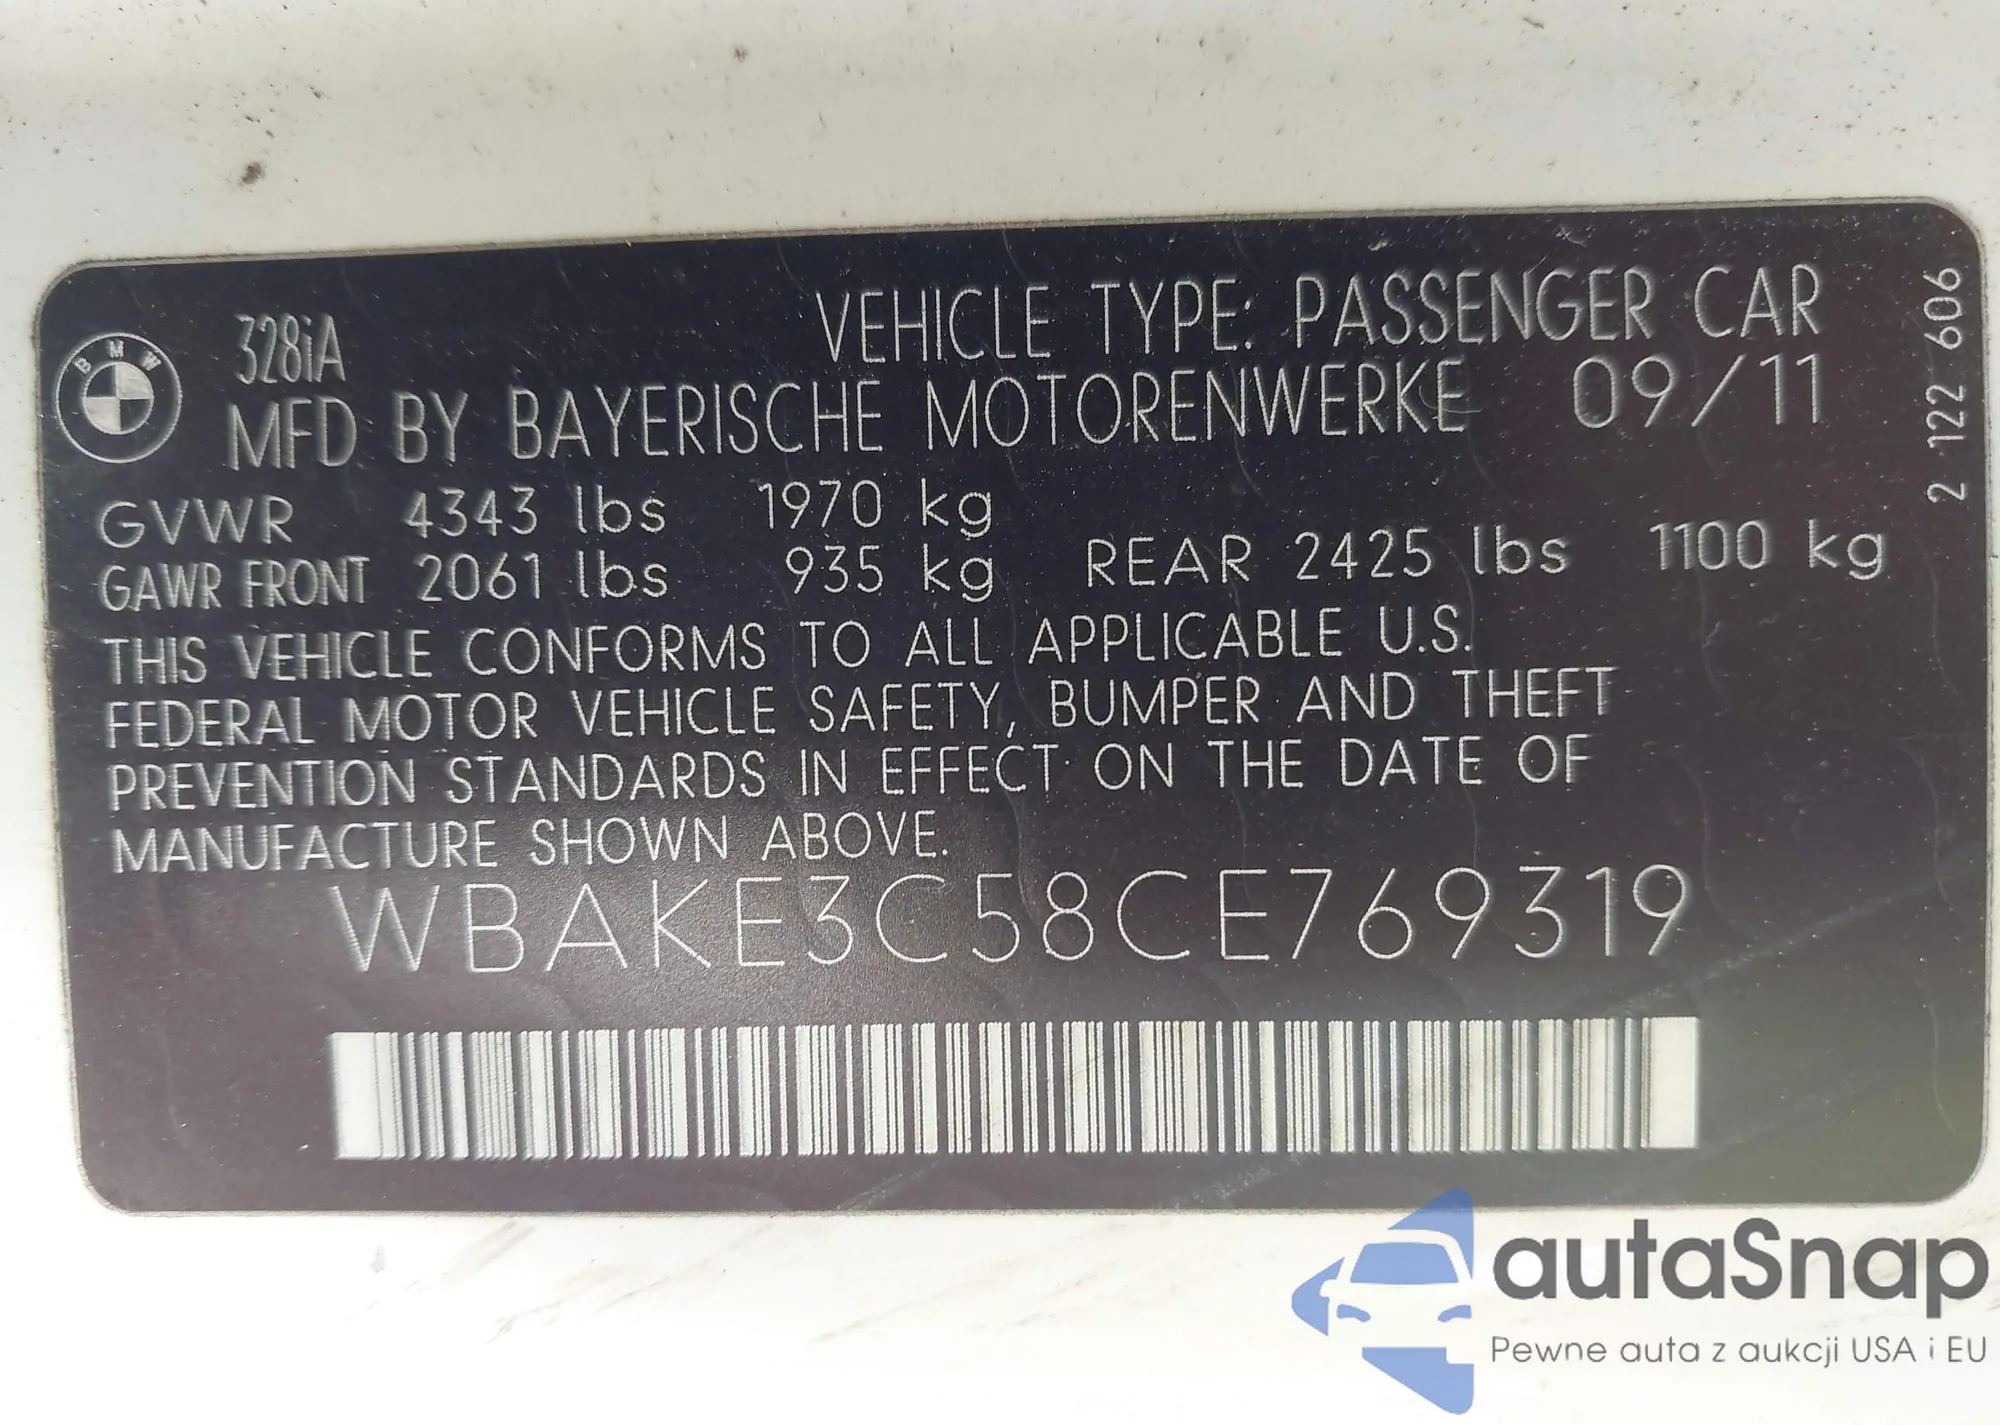 328iA
VEHICLE TYPE: PASSENGER CAR
BMW
MFD BY BAYERISCHE MOTORENWERKE 09/11
GVWR 4343 lbs 1970 kg
GAWR FRONT 2061 lbs 935 kg REAR 2425 lbs 1100 kg
THIS VEHICLE CONFORMS TO ALL APPLICABLE U.S.
FEDERAL MOTOR VEHICLE SAFETY, BUMPER AND THEFT
PREVENTION STANDARDS IN EFFECT ON THE DATE OF
MANUFACTURE SHOWN ABOVE.
WBAKE3C58CE769319
2 122 606
autaSnap
Pewne auta z aukcji USA i EU